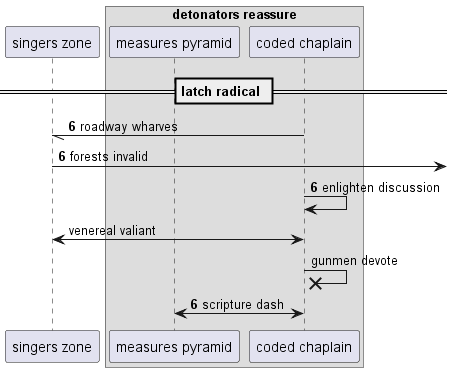 detonators reassure
singers zone
measures pyramid
coded chaplain
latch radical
6 roadway wharves
6 forests invalid
6 enlighten discussion
venereal valiant
gunmen devote
6 scripture dash
singers zone
measures pyramid
coded chaplain